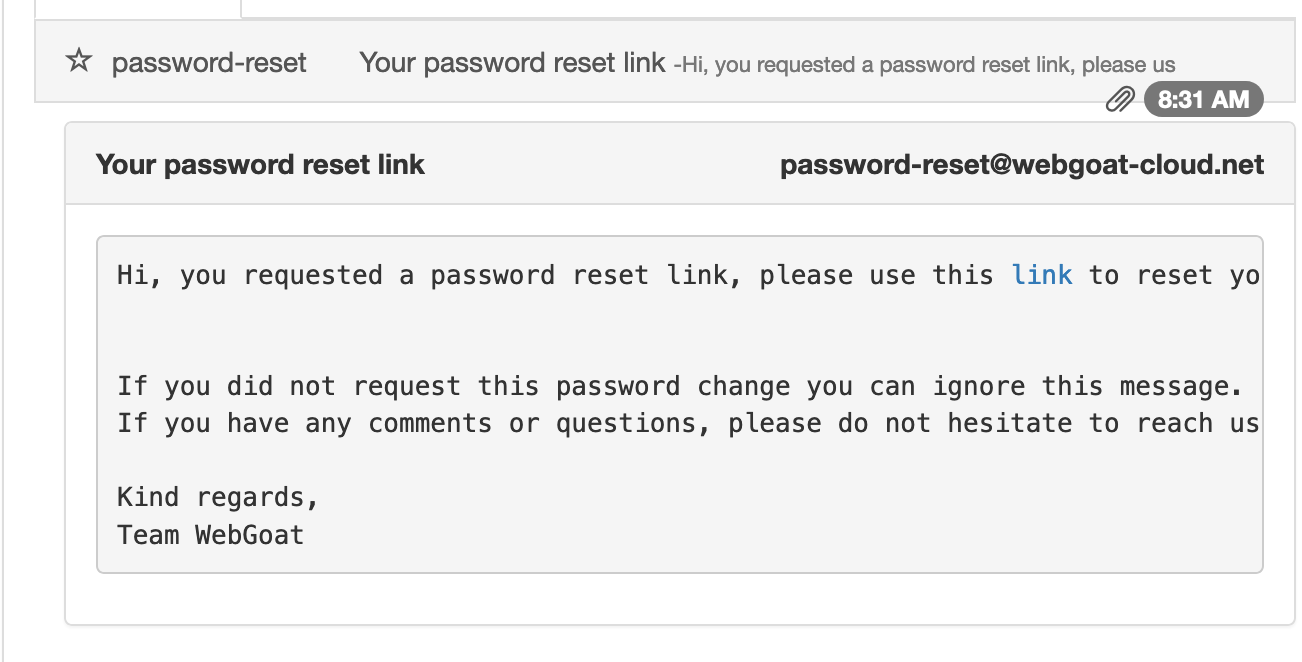 ☆ password-reset Your password reset link -Hi, you requested a password reset link, please us
8:31 AM
Your password reset link password-reset@webgoat-cloud.net
Hi, you requested a password reset link, please use this link to reset yo
If you did not request this password change you can ignore this message.
If you have any comments or questions, please do not hesitate to reach us
Kind regards,
Team WebGoat